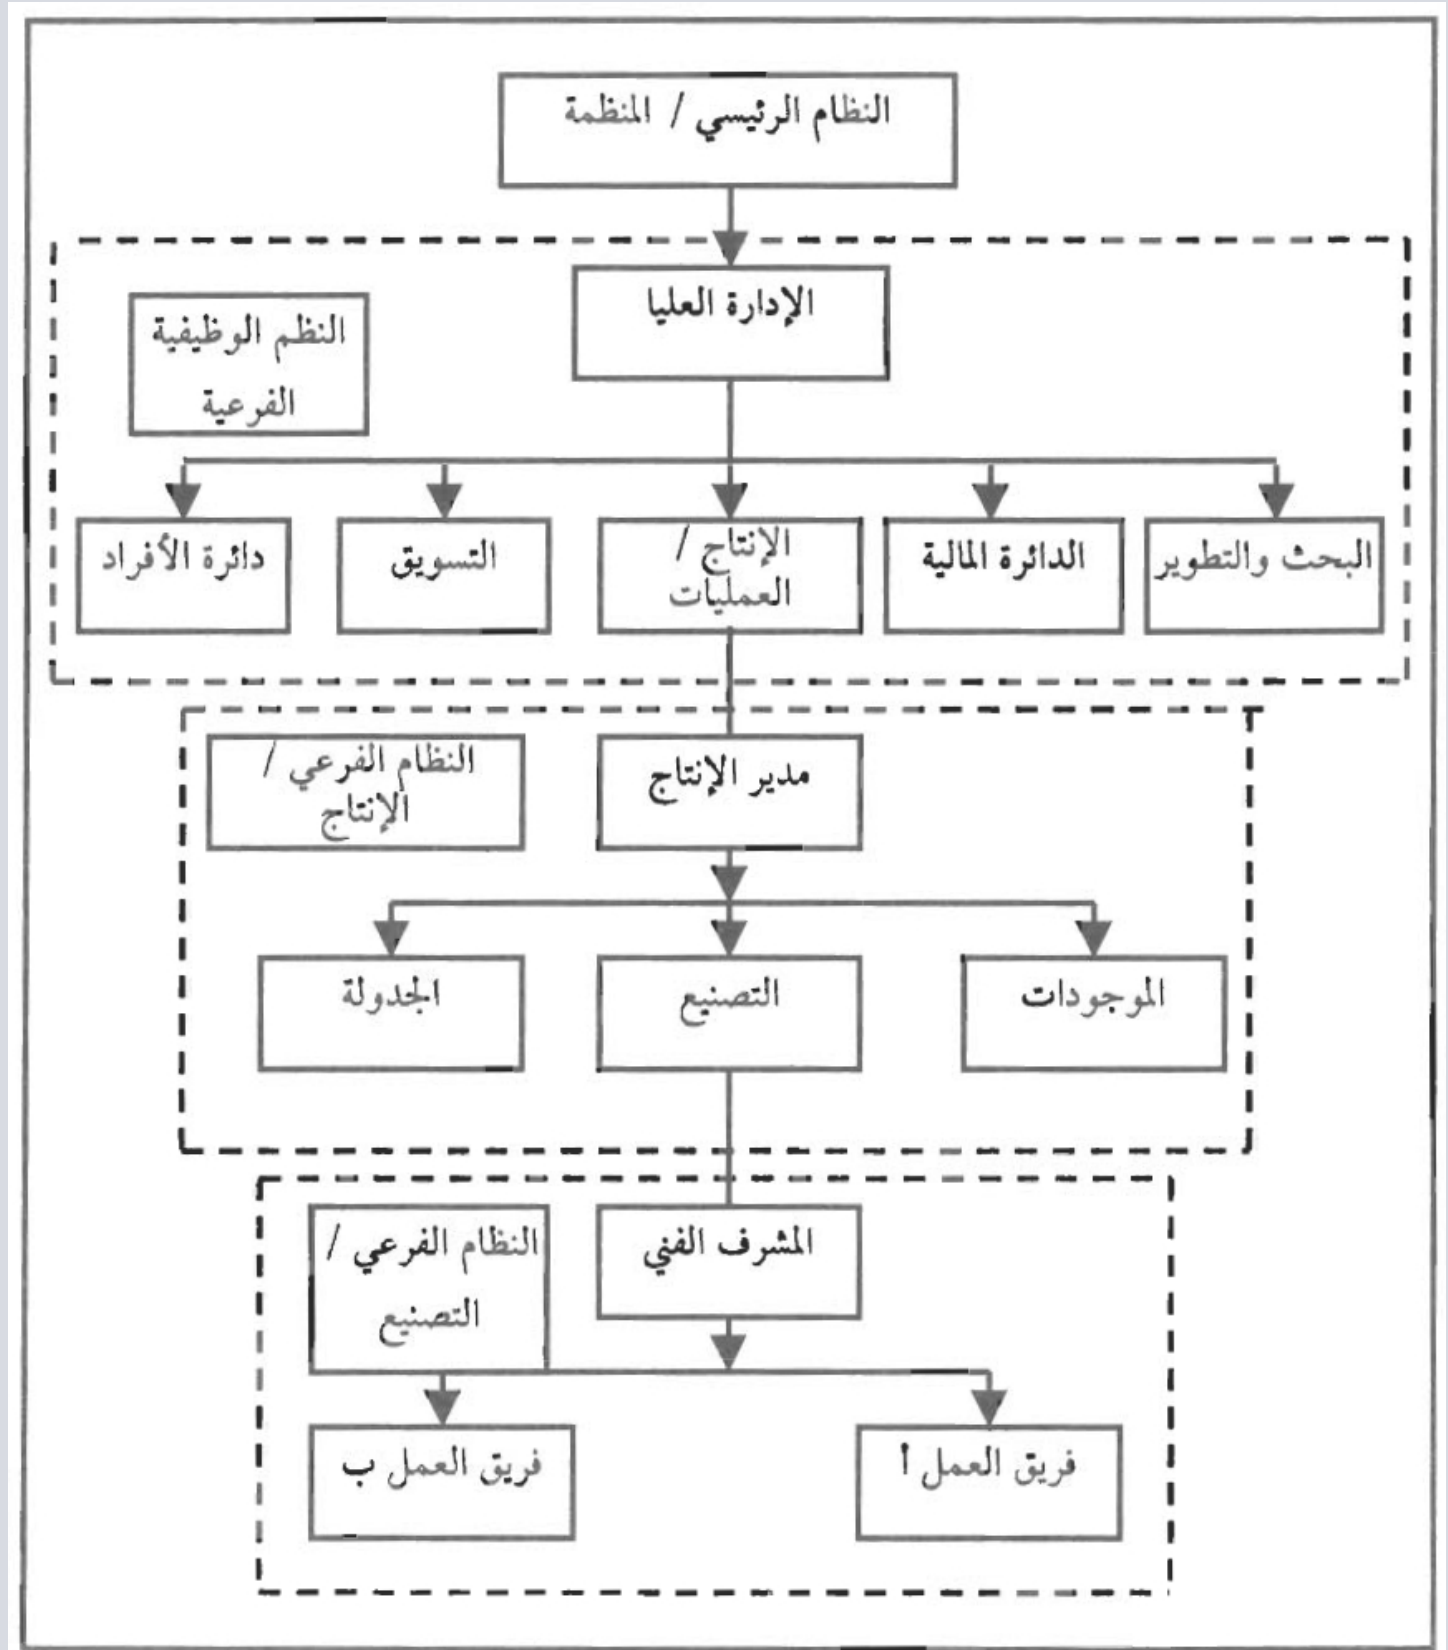 النظام الرئيسي / المنظمة
الإدارة العليا
النظم الوظيفية
الفرعية
البحث والتطوير
الدائرة المالية
الإنتاج /
العمليات
التسويق
دائرة الأفراد
مدير الإنتاج
النظام الفرعي /
الإنتاج
الموجودات
التصنيع
الجدولة
المشرف الفني
النظام الفرعي /
التصنيع
فريق العمل أ
فريق العمل ب